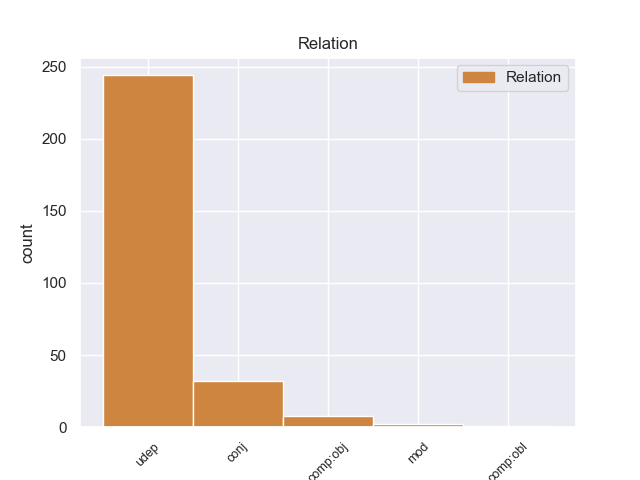 Relation
Relation
250
200
150
100
50
0
count
udep
conj
comp:obj
mod
comp:obl